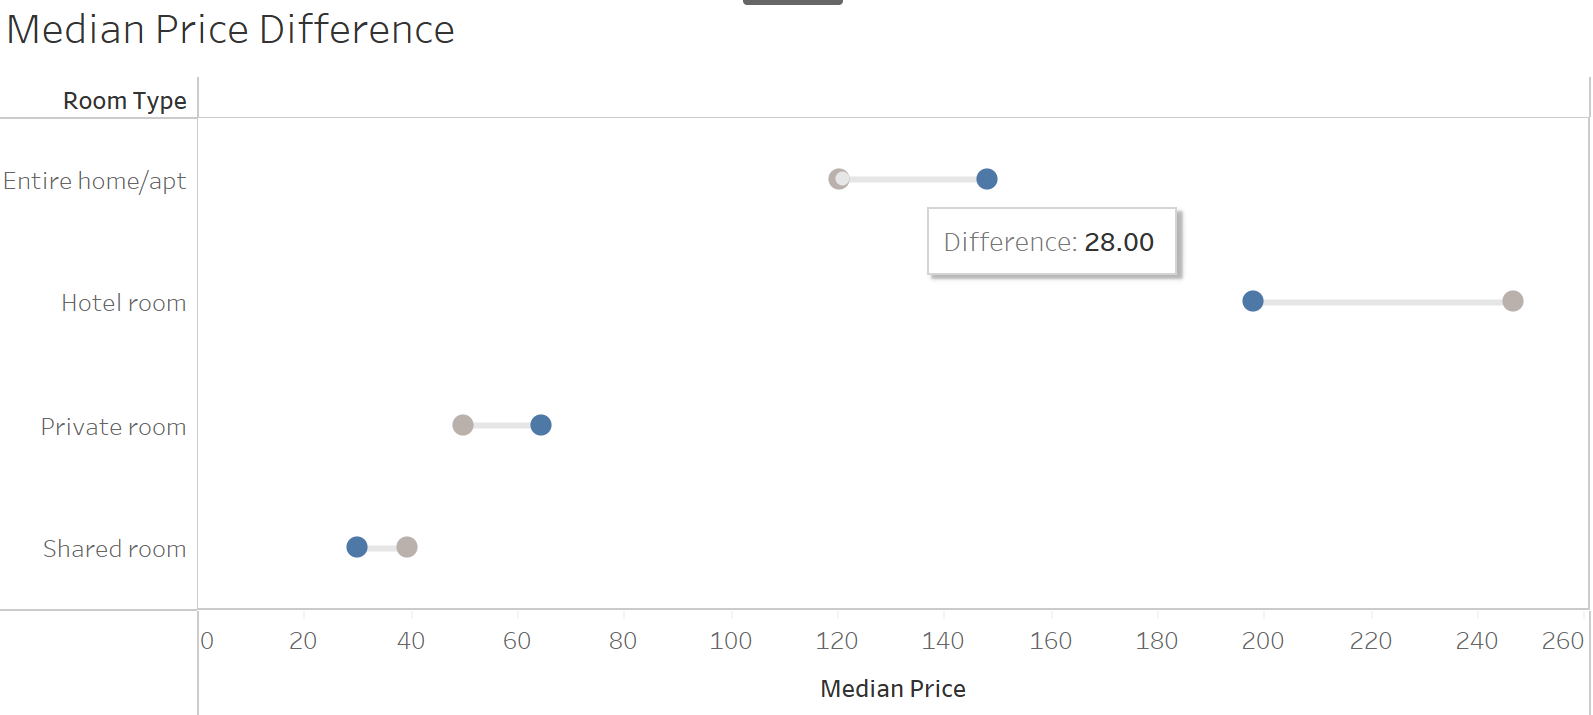 Median Price Difference
Room Type
Entire home/apt
Difference: 28.00
Hotel room
Private room
Shared room
0 20 40 60 80 100 120 140 160 180 200 220 240 260
Median Price